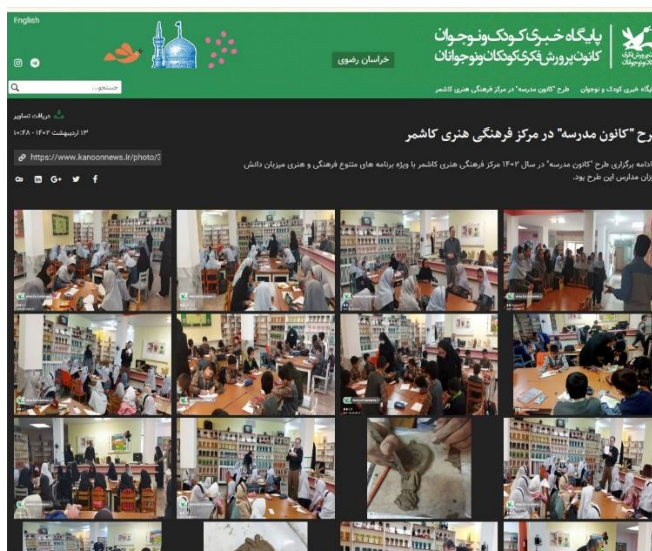 English
پایگاه خبری کودک و نوجوان
کانون پرورش فکری کودکان و نوجوانان
خراسان رضوی
جستجو...
پایگاه خبری کودک و نوجوان طرح "کانون مدرسه" در مرکز فرهنگی هنری کاشمر
دریافت تصاویر
۱۳ اردیبهشت ۱۴۰۲ - ۱۰:۴۸
رح "کانون مدرسه" در مرکز فرهنگی هنری کاشمر
https://www.kanoonnews.ir/photo/3
ادامه برگزاری طرح "کانون مدرسه" در سال ۱۴۰۲ مرکز فرهنگی هنری کاشمر با ویژه برنامه های متنوع فرهنگی و هنری میزبان دانش
وزان مدارس این طرح بود.